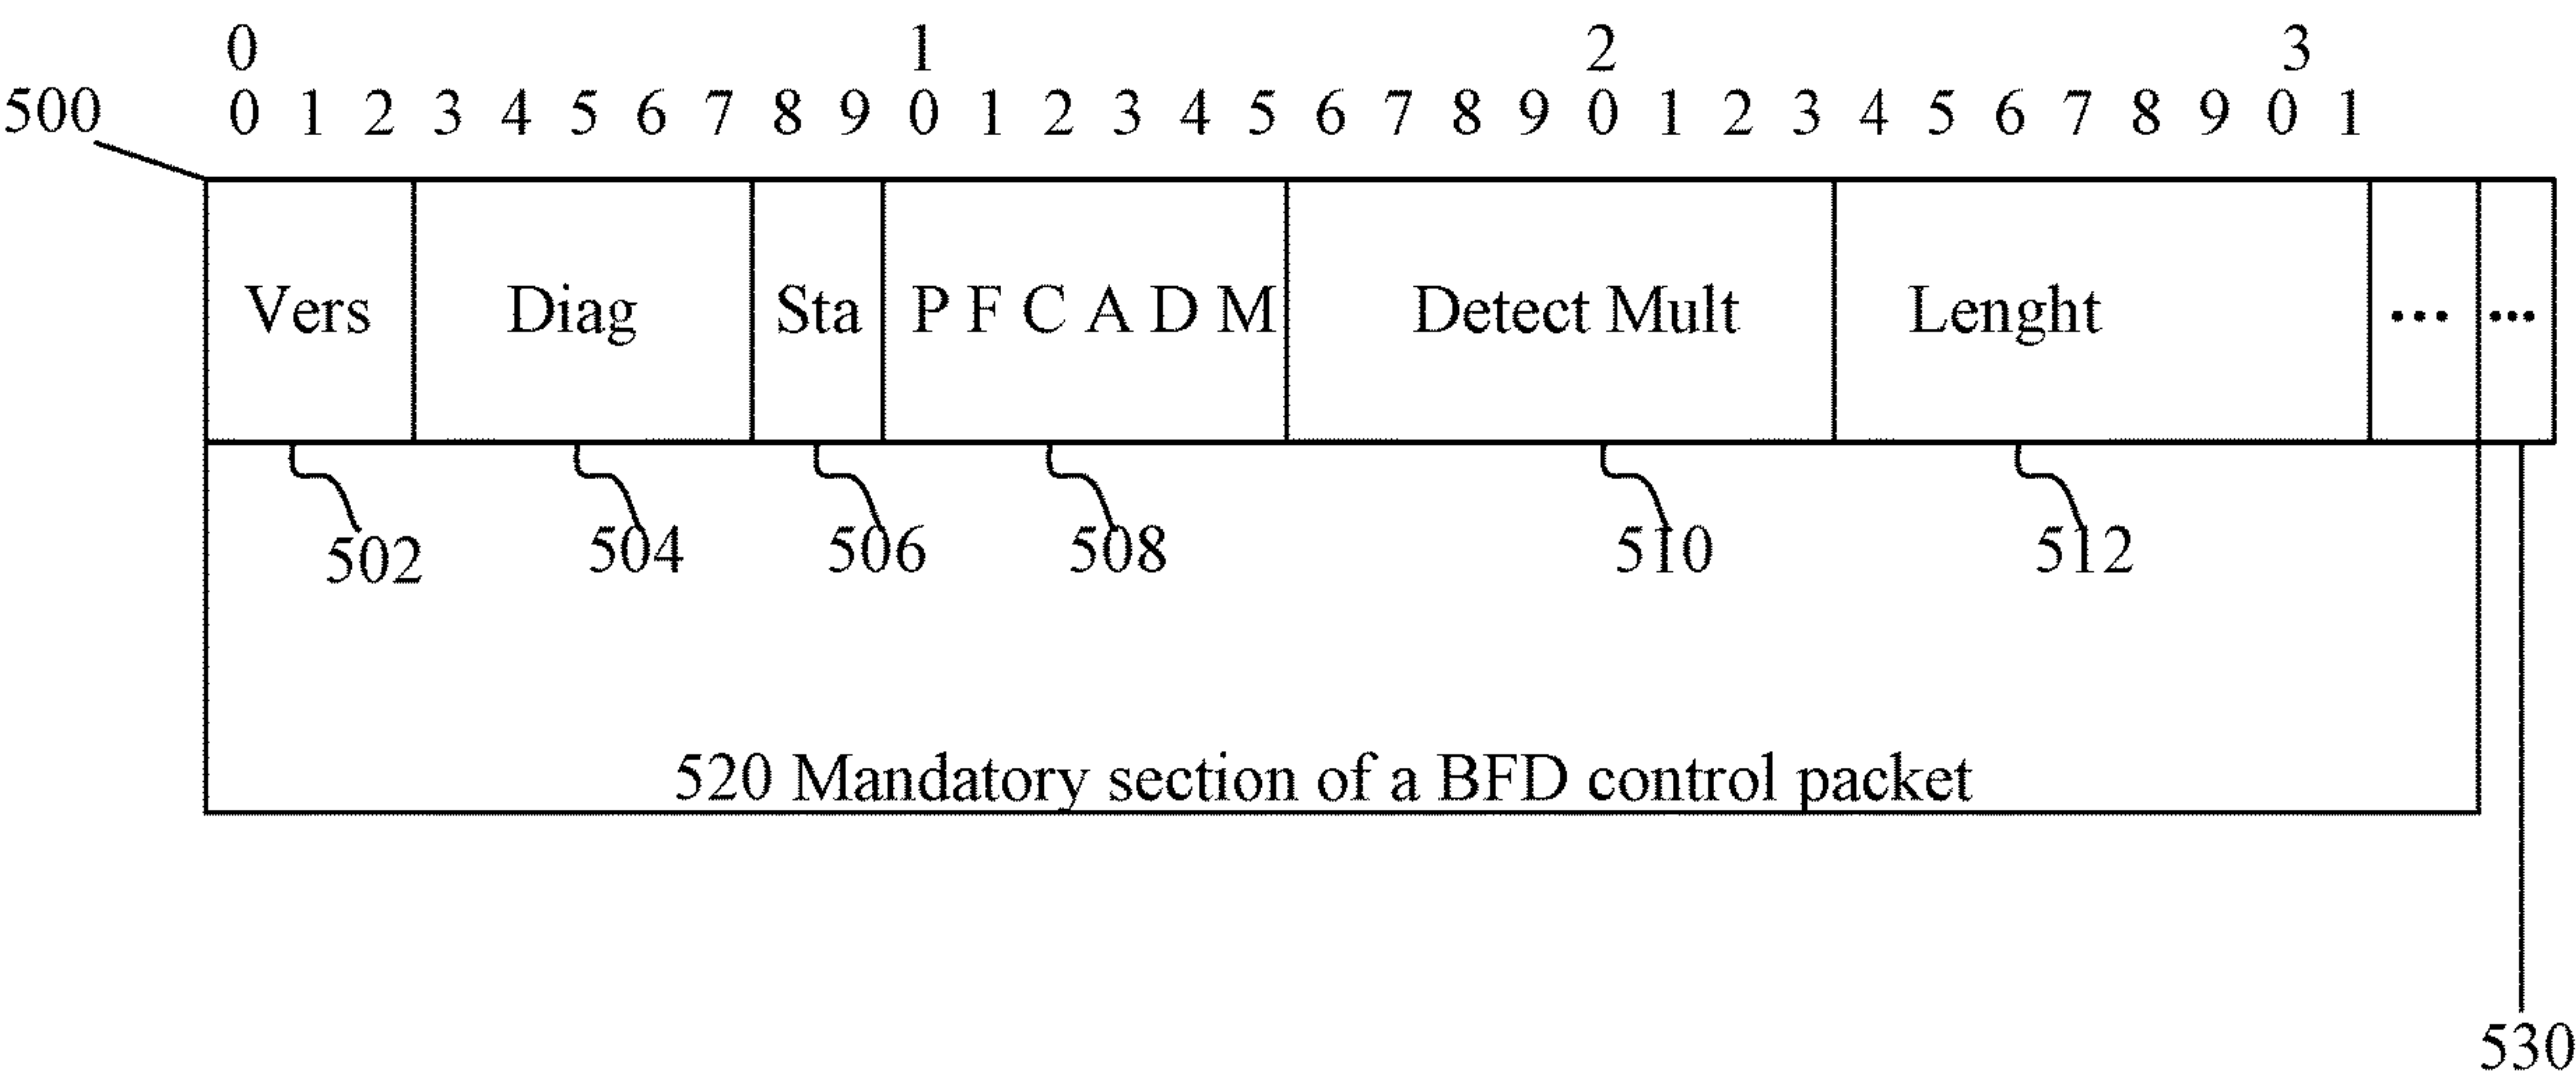 0 1 2 3
500 0 1 2 3 4 5 6 7 8 9 0 1 2 3 4 5 6 7 8 9 0 1 2 3 4 5 6 7 8 9 0 1
Vers Diag Sta P F C A D M Detect Mult Lenght ... ...
502 504 506 508 510 512
520 Mandatory section of a BFD control packet
530